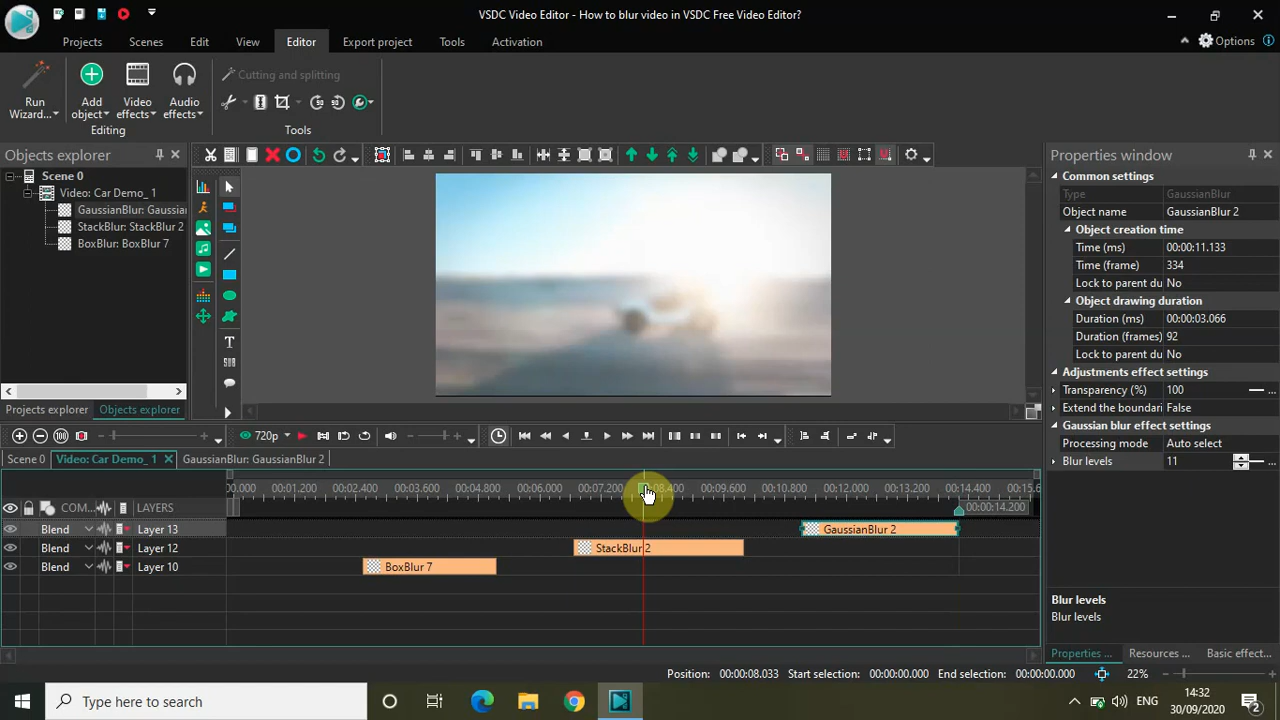 VSDC Video Editor - How to blur video in VSDC Free Video Editor?
Projects Scenes Edit View Editor Export project Tools Activation
Options
Run Wizard...
Add object
Video effects
Audio effects
Editing
Cutting and splitting
Tools
Objects explorer
Scene 0
Video: Car Demo_ 1
GaussianBlur: Gaussian
StackBlur: StackBlur 2
BoxBlur: BoxBlur 7
Projects explorer Objects explorer
Properties window
Common settings
Type GaussianBlur
Object name GaussianBlur 2
Object creation time
Time (ms) 00:00:11.133
Time (frame) 334
Lock to parent du No
Object drawing duration
Duration (ms) 00:00:03.066
Duration (frames) 92
Lock to parent du No
Adjustments effect settings
Transparency (%) 100 ...
Extend the boundari False
Gaussian blur effect settings
Processing mode Auto select
Blur levels 11 ...
Blur levels
Blur levels
Properties ... Resources ... Basic effect...
720p
Scene 0 Video: Car Demo_ 1 GaussianBlur: GaussianBlur 2
0.000 00:01.200 00:02.400 00:03.600 00:04.800 00:06.000 00:07.200 08.400 00:09.600 00:10.800 00:12.000 00:13.200 00:14.400 00:15.6
COM... LAYERS 00:00:14.200
Blend Layer 13 GaussianBlur 2
Blend Layer 12 StackBlur 2
Blend Layer 10 BoxBlur 7
Position: 00:00:08.033 Start selection: 00:00:00.000 End selection: 00:00:00.000 22%
Type here to search
ENG
14:32
30/09/2020
2